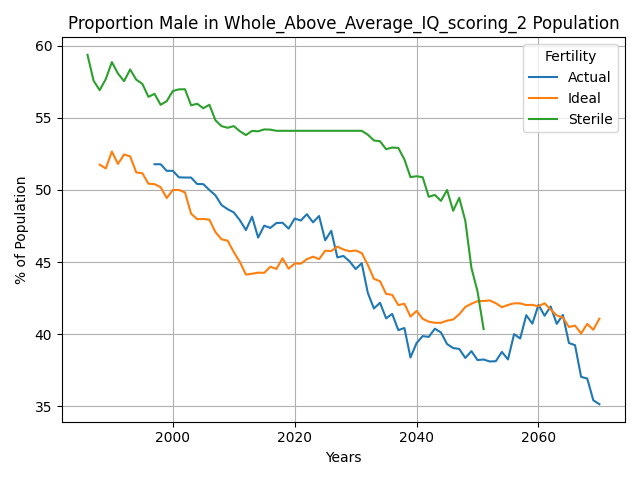 Proportion Male in Whole_Above_Average_IQ_scoring_2 Population
Fertility
Actual
Ideal
Sterile
% of Population
60
55
50
45
40
35
2000
2020
2040
2060
Years